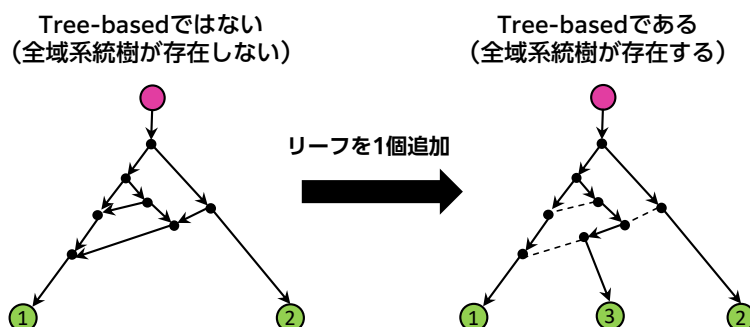 Tree-basedではない
（全域系統樹が存在しない）
Tree-basedである
（全域系統樹が存在する）
リーフを1個追加
1
2
1
3
2